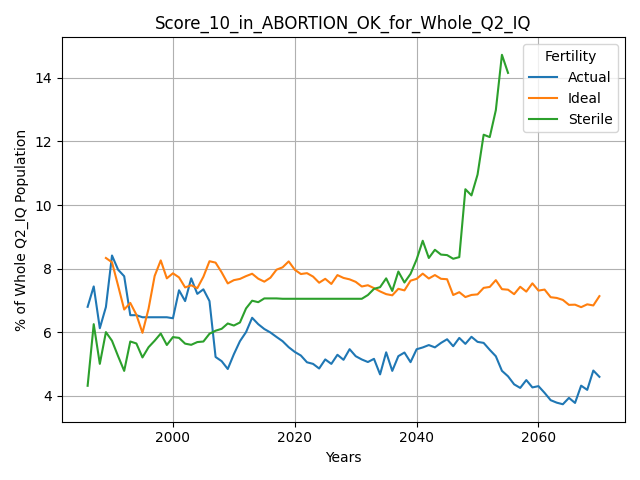 Score_10_in_ABORTION_OK_for_Whole_Q2_IQ
% of Whole Q2_IQ Population
14
12
10
8
6
4
Fertility
Actual
Ideal
Sterile
2000
2020
2040
2060
Years